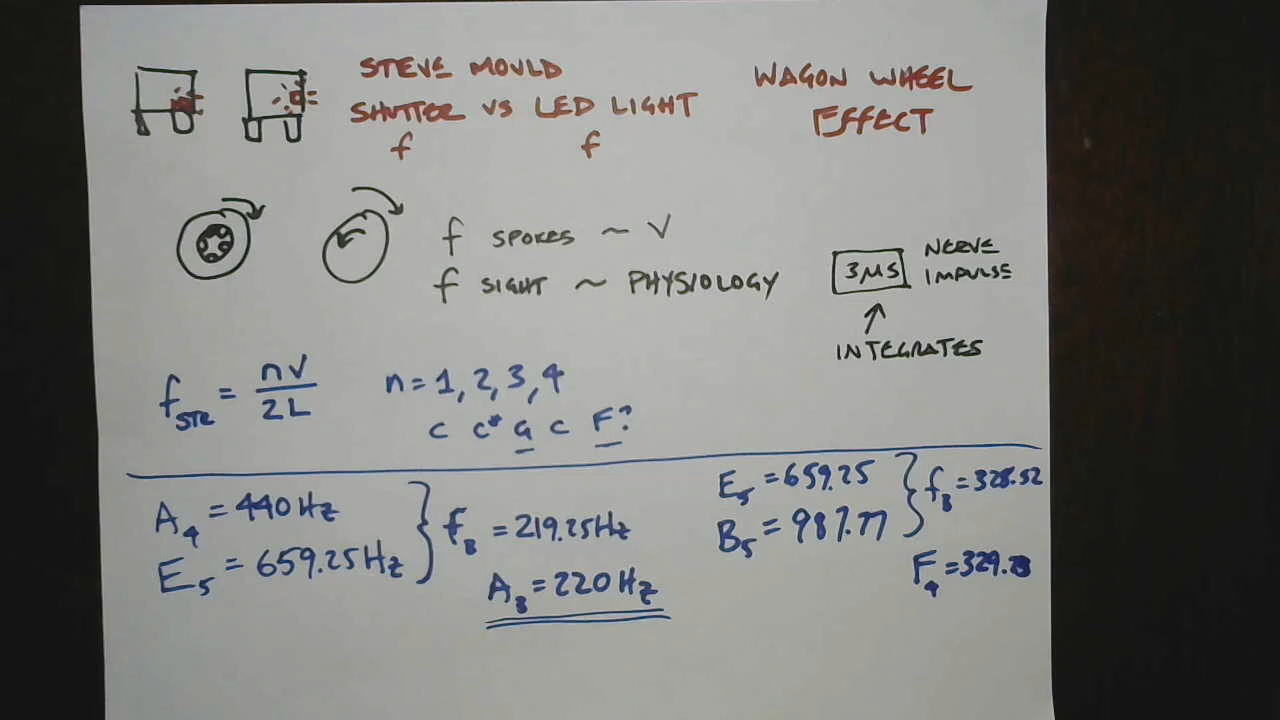 STEVE MOULD
SHUTTER VS LED LIGHT
f f
WAGON WHEEL
EFFECT
f SPOKES ~ V
f SIGHT ~ PHYSIOLOGY
3MS
NERVE
IMPULSE
INTEGRATES
f STR = nV / 2L
n = 1, 2, 3, 4
C C* G C F?
A4 = 440 Hz
E5 = 659.25 Hz
} fB = 219.25 Hz
A3 = 220 Hz
E5 = 659.25
B5 = 987.77
} fB = 328.52
F4 = 329.23